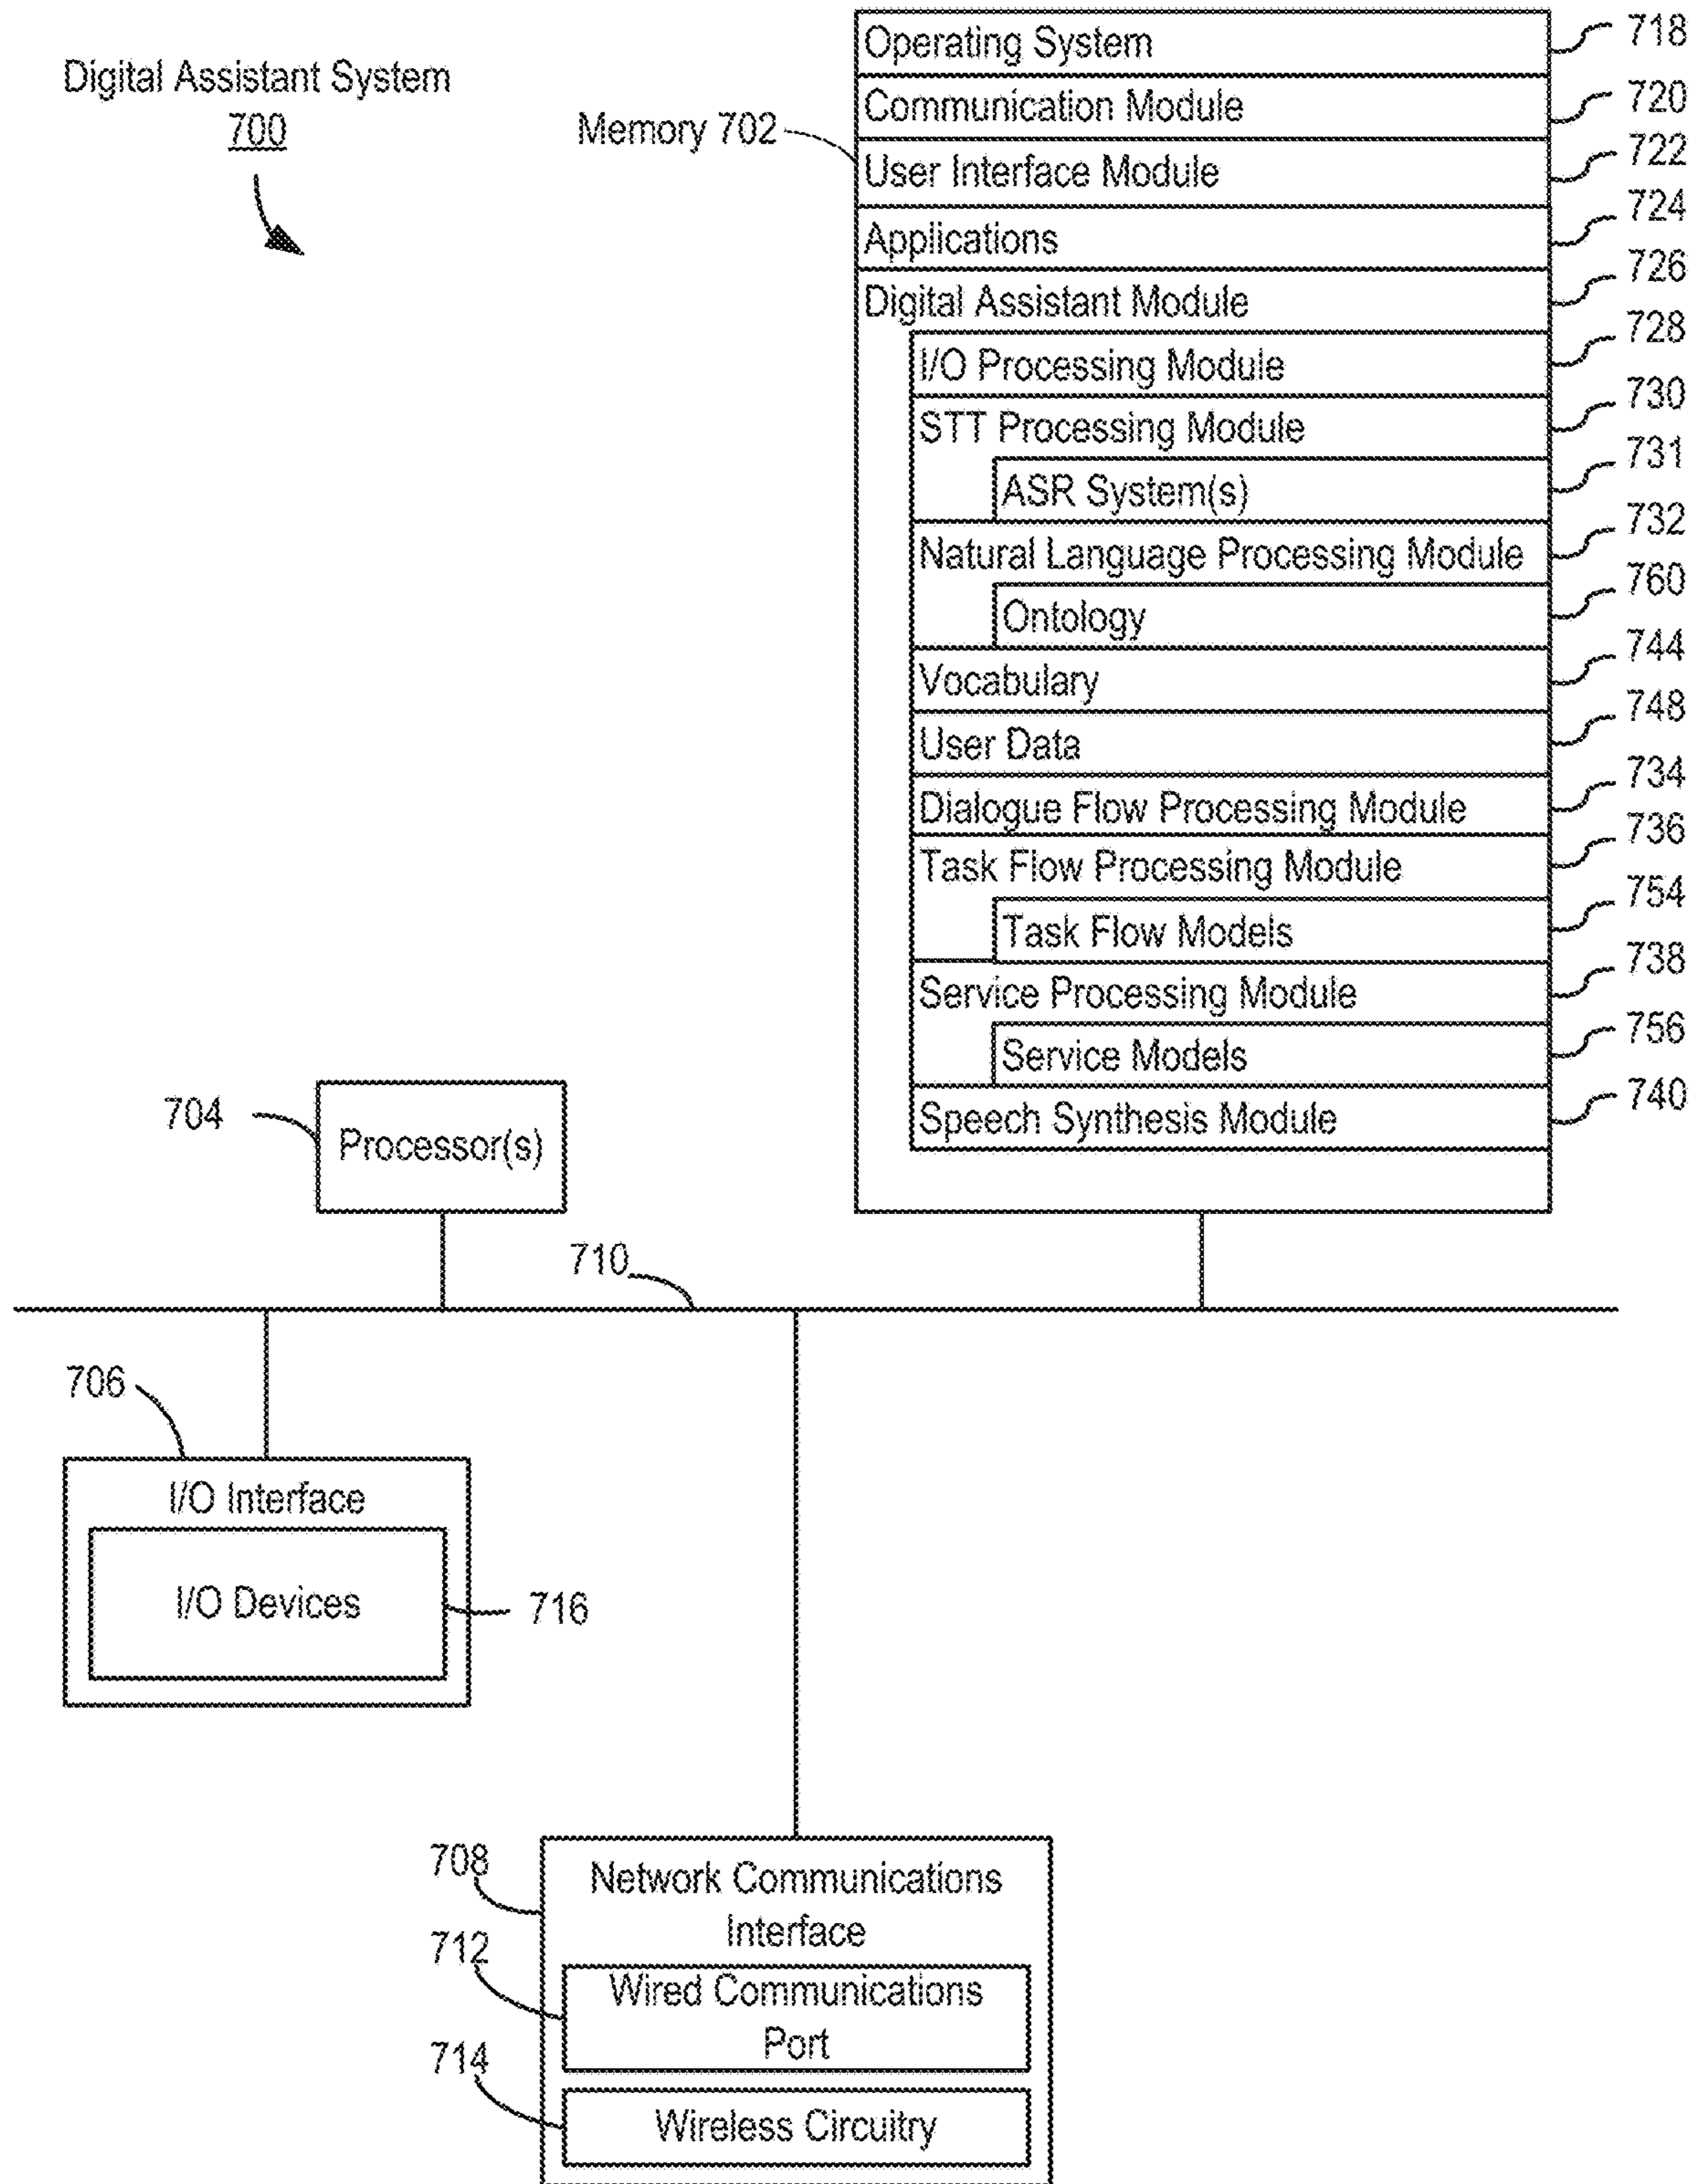 Digital Assistant System
700
Memory 702
Operating System 718
Communication Module 720
User Interface Module 722
Applications 724
Digital Assistant Module 726
I/O Processing Module 728
STT Processing Module 730
ASR System(s) 731
Natural Language Processing Module 732
Ontology 760
Vocabulary 744
User Data 748
Dialogue Flow Processing Module 734
Task Flow Processing Module 736
Task Flow Models 754
Service Processing Module 738
Service Models 756
Speech Synthesis Module 740
704
Processor(s)
710
706
I/O Interface
I/O Devices
716
708
Network Communications
Interface
712
Wired Communications
Port
714
Wireless Circuitry